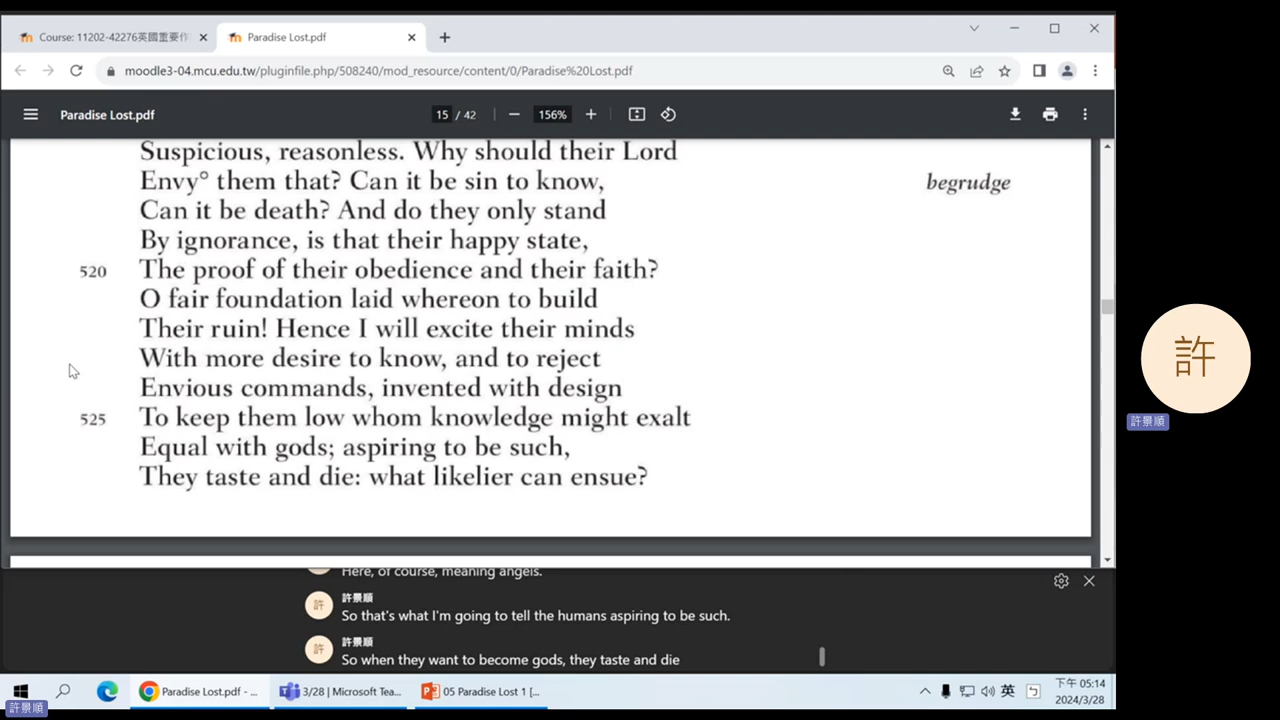 Course: 11202-42276英國重要作
Paradise Lost.pdf
moodle3-04.mcu.edu.tw/pluginfile.php/508240/mod_resource/content/0/Paradise%20Lost.pdf
Paradise Lost.pdf
15 / 42
156%
Suspicious, reasonless. Why should their Lord
Envy° them that? Can it be sin to know,
begrudge
Can it be death? And do they only stand
By ignorance, is that their happy state,
520 The proof of their obedience and their faith?
O fair foundation laid whereon to build
Their ruin! Hence I will excite their minds
With more desire to know, and to reject
Envious commands, invented with design
525 To keep them low whom knowledge might exalt
Equal with gods; aspiring to be such,
They taste and die: what likelier can ensue?
許
許景順
Here, of course, meaning angels.
許
許景順
So that's what I'm going to tell the humans aspiring to be such.
許
許景順
So when they want to become gods, they taste and die
Paradise Lost.pdf - ...
3/28 | Microsoft Tea...
05 Paradise Lost 1 [...
英
下午 05:14
2024/3/28
許景順